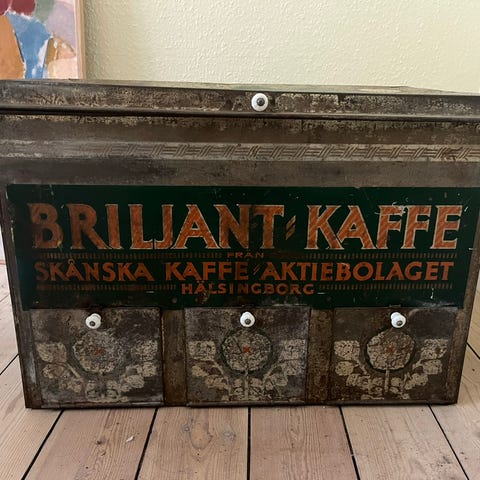 BRILJANT KAFFE
FRÅN
SKÅNSKA KAFFE AKTIEBOLAGET
HÄLSINGBORG